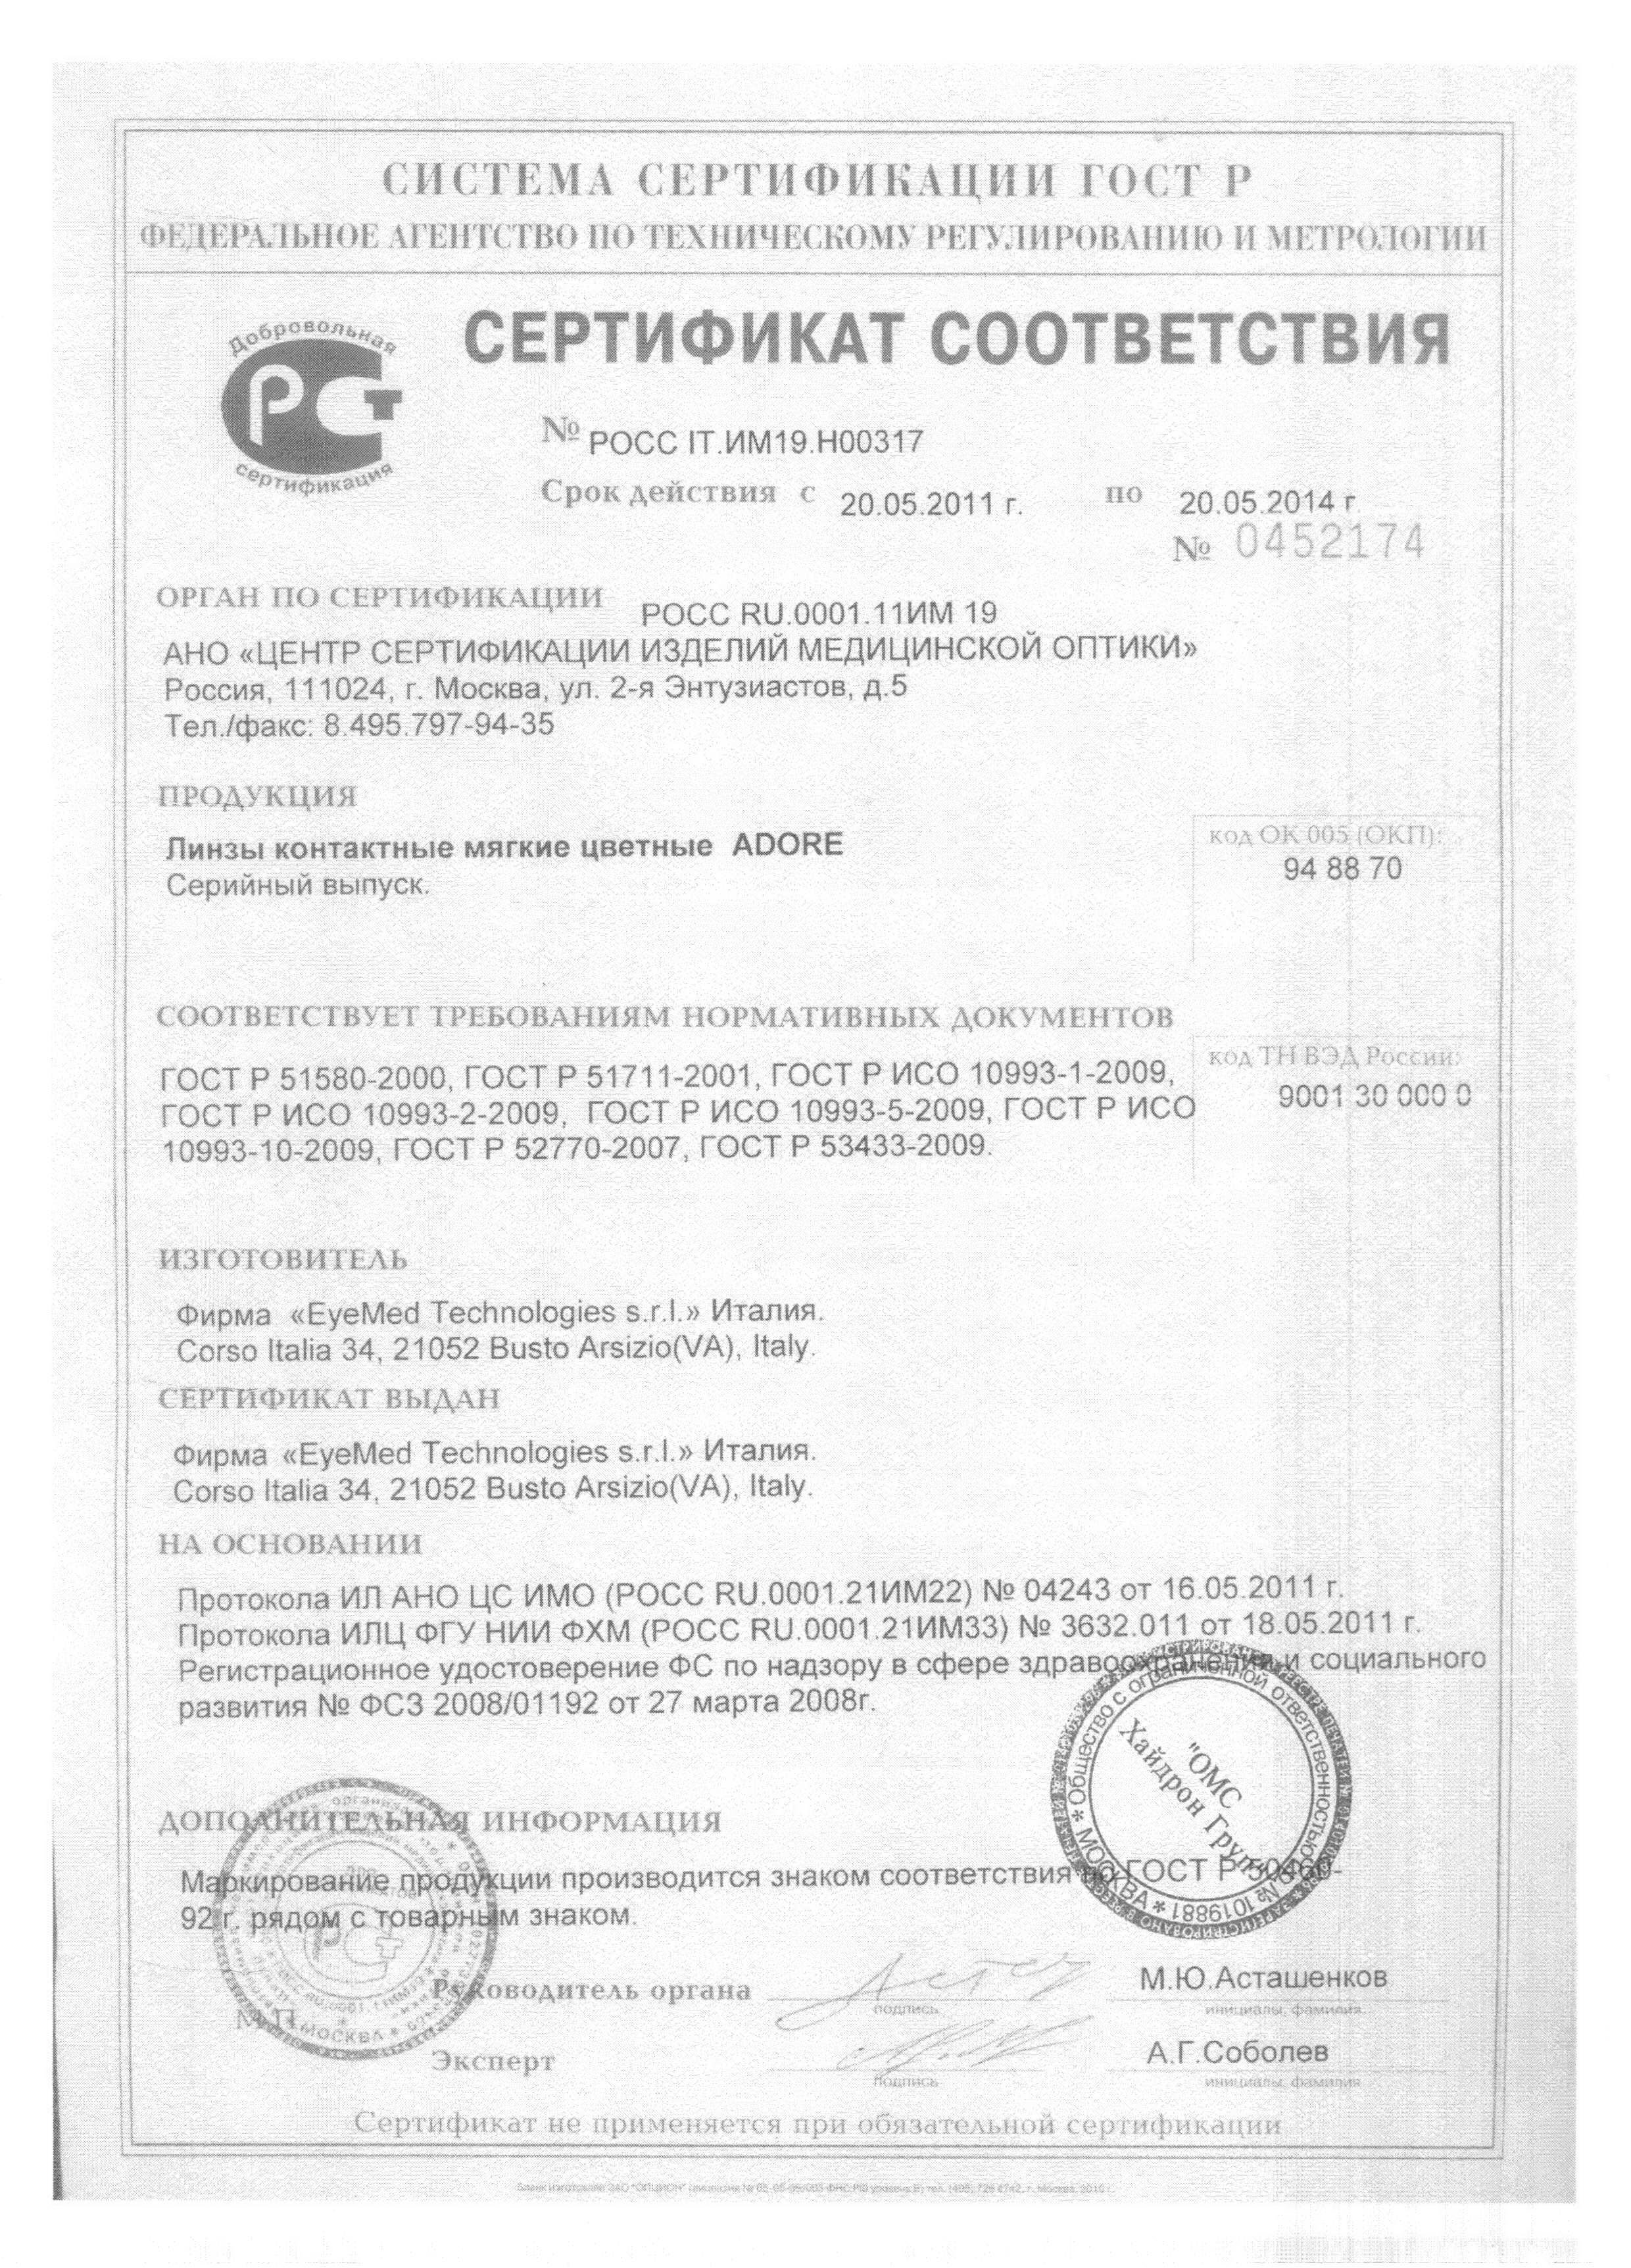 СИСТЕМА СЕРТИФИКАЦИИ ГОСТ Р
ФЕДЕРАЛЬНОЕ АГЕНТСТВО ПО ТЕХНИЧЕСКОМУ РЕГУЛИРОВАНИЮ И МЕТРОЛОГИИ
Добровольная
сертификация
СЕРТИФИКАТ СООТВЕТСТВИЯ
№ РОСС IT.ИМ19.Н00317
Срок действия с 20.05.2011 г. по 20.05.2014 г
№ 0452174
ОРГАН ПО СЕРТИФИКАЦИИ РОСС RU.0001.11ИМ 19
АНО «ЦЕНТР СЕРТИФИКАЦИИ ИЗДЕЛИЙ МЕДИЦИНСКОЙ ОПТИКИ»
Россия, 111024, г. Москва, ул. 2-я Энтузиастов, д.5
Тел./факс: 8.495.797-94-35
ПРОДУКЦИЯ
Линзы контактные мягкие цветные ADORE
Серийный выпуск.
код ОК 005 (ОКП):
94 88 70
СООТВЕТСТВУЕТ ТРЕБОВАНИЯМ НОРМАТИВНЫХ ДОКУМЕНТОВ
ГОСТ Р 51580-2000, ГОСТ Р 51711-2001, ГОСТ Р ИСО 10993-1-2009,
ГОСТ Р ИСО 10993-2-2009, ГОСТ Р ИСО 10993-5-2009, ГОСТ Р ИСО
10993-10-2009, ГОСТ Р 52770-2007, ГОСТ Р 53433-2009.
код ТН ВЭД России:
9001 30 000 0
ИЗГОТОВИТЕЛЬ
Фирма «EyeMed Technologies s.r.l.» Италия.
Corso Italia 34, 21052 Busto Arsizio(VA), Italy.
СЕРТИФИКАТ ВЫДАН
Фирма «EyeMed Technologies s.r.l.» Италия.
Corso Italia 34, 21052 Busto Arsizio(VA), Italy.
НА ОСНОВАНИИ
Протокола ИЛ АНО ЦС ИМО (РОСС RU.0001.21ИМ22) № 04243 от 16.05.2011 г.
Протокола ИЛЦ ФГУ НИИ ФХМ (РОСС RU.0001.21ИМ33) № 3632.011 от 18.05.2011 г.
Регистрационное удостоверение ФС по надзору в сфере здравоохранения и социального
развития № ФСЗ 2008/01192 от 27 марта 2008г.
Общество с ограниченной ответственностью
"ОМС
Хайдрон Групп
* МОСКВА * № 1019881
ДОПОЛНИТЕЛЬНАЯ ИНФОРМАЦИЯ
Маркирование продукции производится знаком соответствия по ГОСТ Р 50460-
92 г. рядом с товарным знаком.
Руководитель органа
подпись
М.Ю.Асташенков
инициалы, фамилия
М.П.
* МОСКВА *
Эксперт
подпись
А.Г.Соболев
инициалы, фамилия
Сертификат не применяется при обязательной сертификации